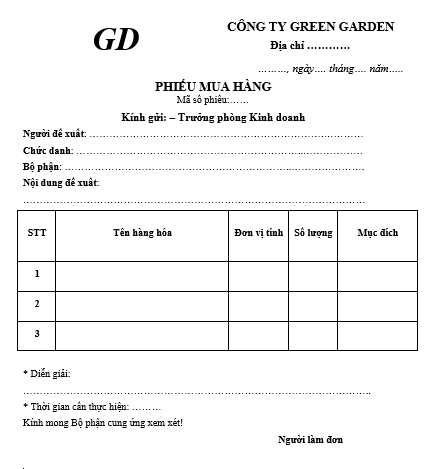 GD
CÔNG TY GREEN GARDEN
Địa chỉ …………
………, ngày…. tháng…. năm…..
PHIẾU MUA HÀNG
Mã số phiếu:……
Kính gửi: – Trưởng phòng Kinh doanh
Người đề xuất: ……………………………………………………………………
Chức danh: ………………………………………………………………………
Bộ phận: …………………………………………………………………………
Nội dung đề xuất:
……………………………………………………………………………………
STT Tên hàng hóa Đơn vị tính Số lượng Mục đích
1
2
3
* Diễn giải:
……………………………………………………………………………………..
* Thời gian cần thực hiện: ………
Kính mong Bộ phận cung ứng xem xét!
Người làm đơn